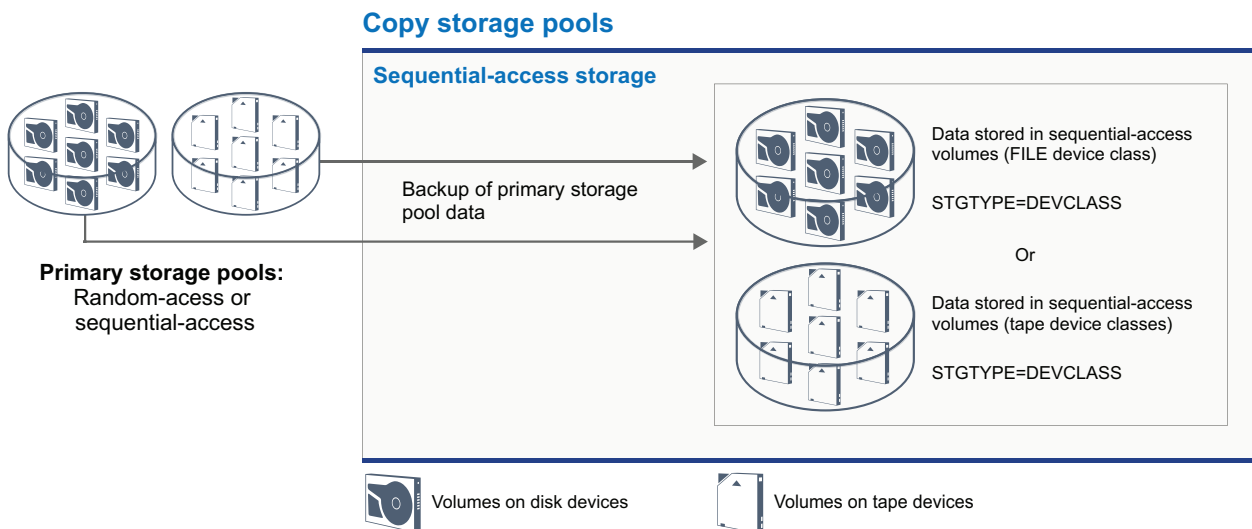 Copy storage pools
Sequential-access storage
Primary storage pools:
Random-acess or
sequential-access
Backup of primary storage
pool data
Data stored in sequential-access
volumes (FILE device class)
STGTYPE=DEVCLASS
Or
Data stored in sequential-access
volumes (tape device classes)
STGTYPE=DEVCLASS
Volumes on disk devices
Volumes on tape devices